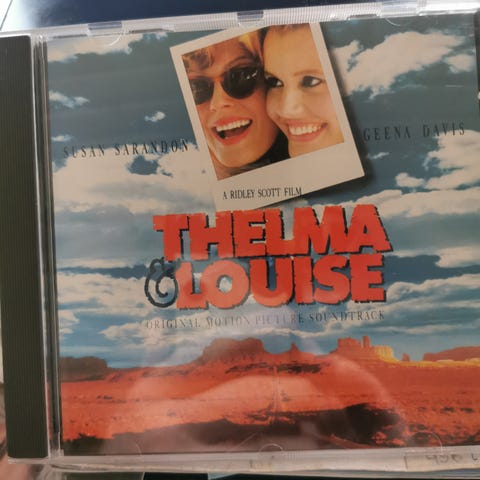 SUSAN SARANDON
GEENA DAVIS
A RIDLEY SCOTT FILM
THELMA
& LOUISE
ORIGINAL MOTION PICTURE SOUNDTRACK